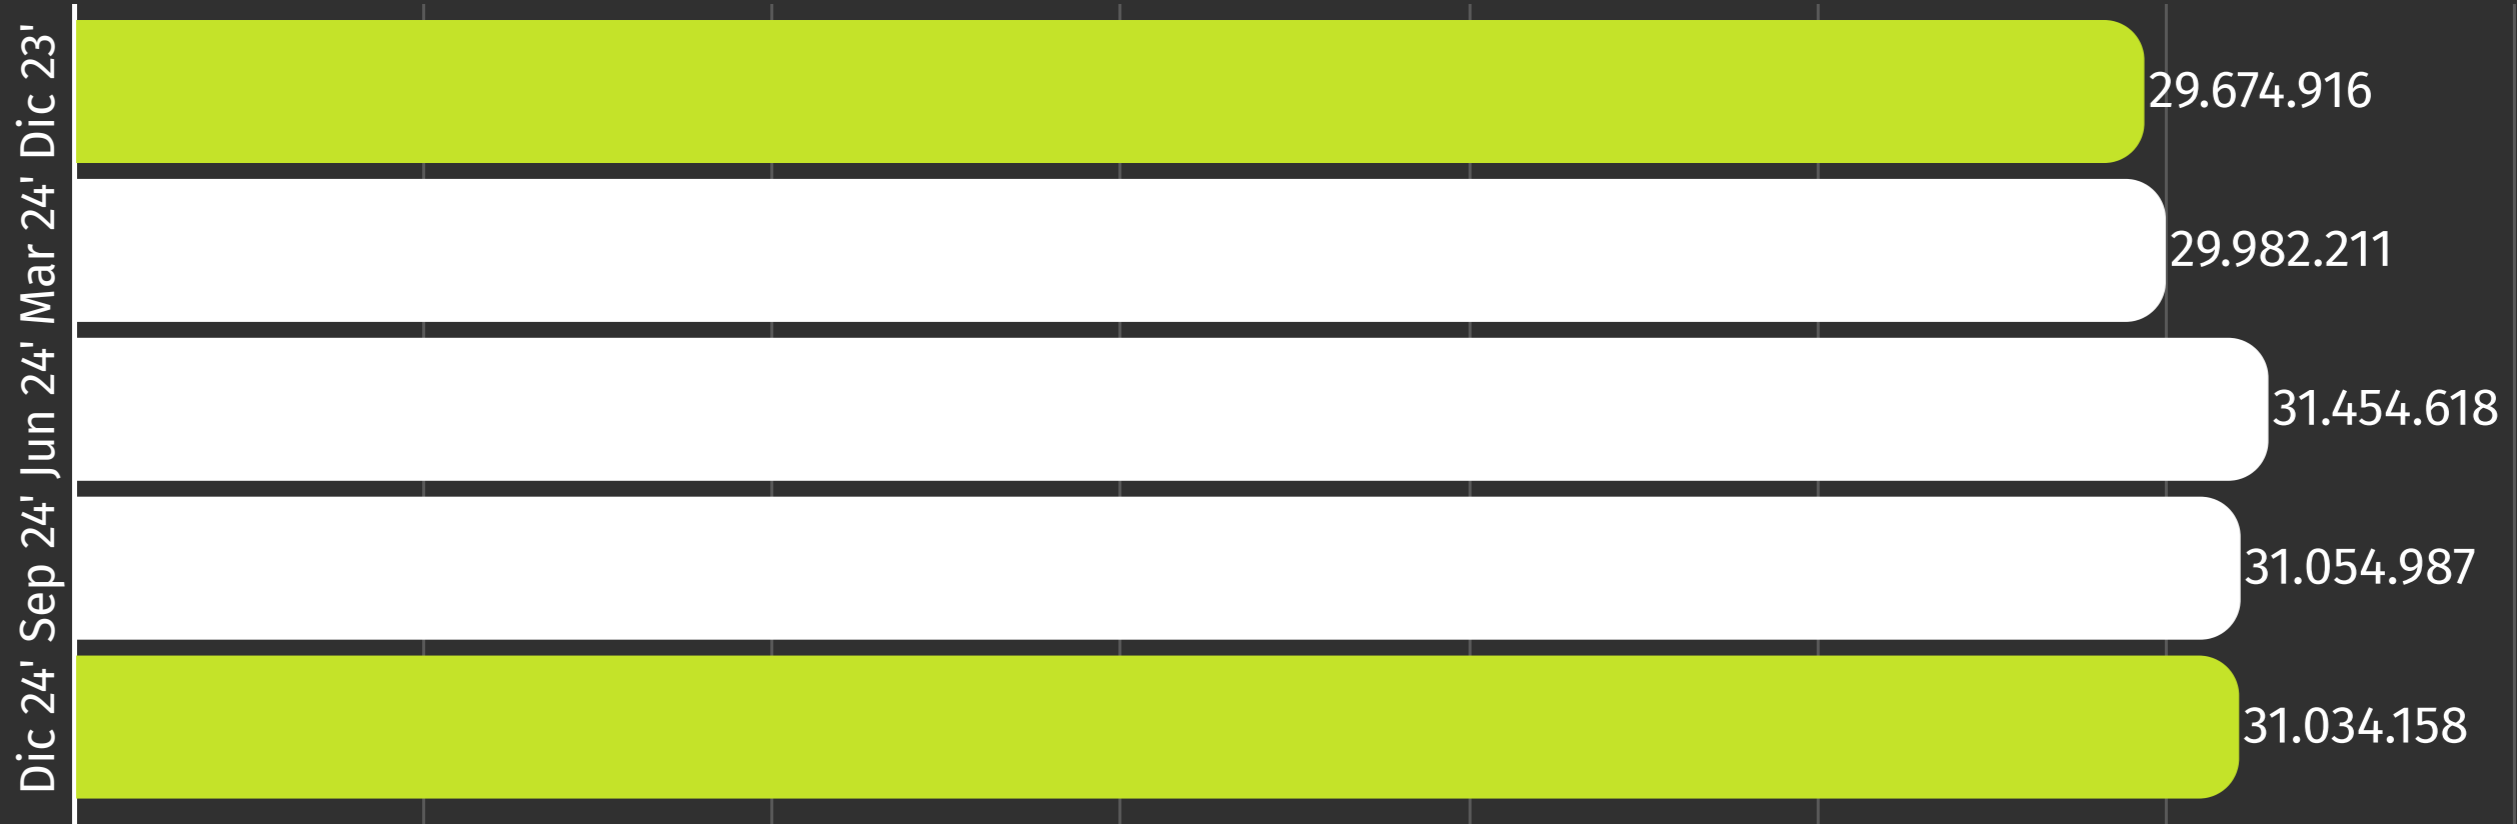 Dic 23'
29.674.916
Mar 24'
29.982.211
Jun 24'
31.454.618
Sep 24'
31.054.987
Dic 24'
31.034.158